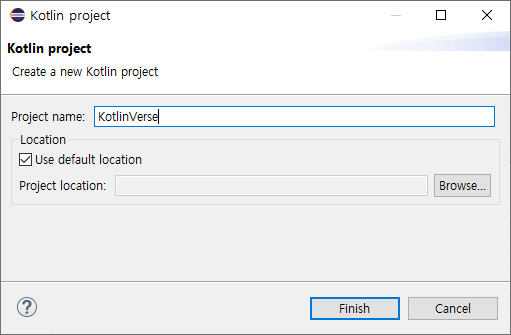 Kotlin project
Kotlin project
Create a new Kotlin project
Project name: KotlinVerse
Location
Use default location
Project location: Browse...
? Finish Cancel